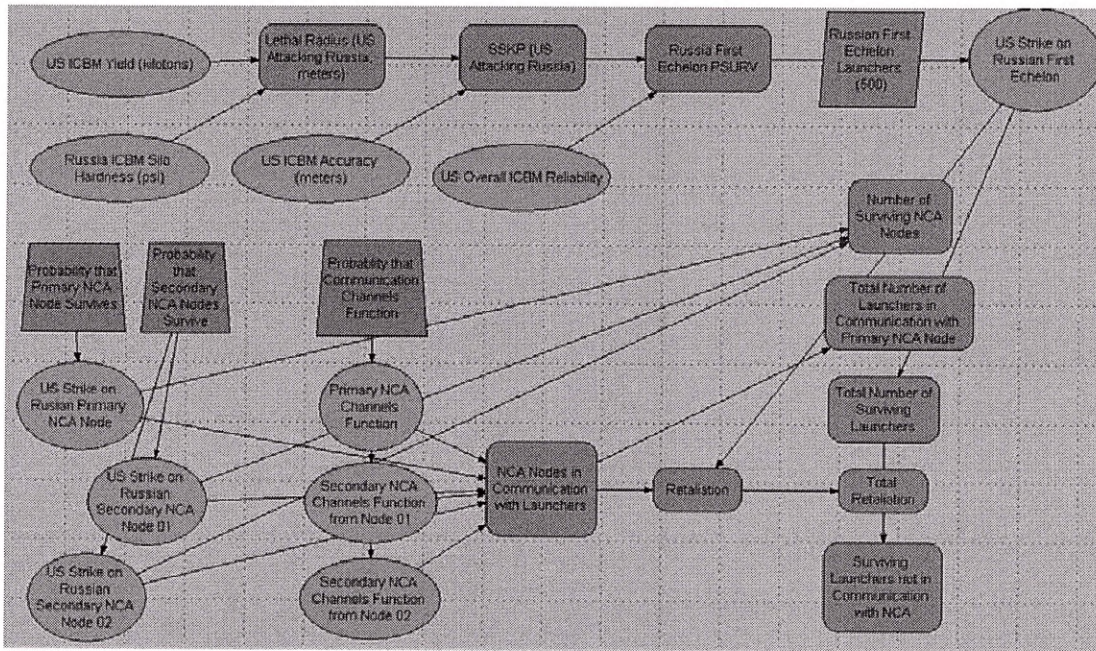 US ICBM Yield (kilotons)
Lethal Radius (US
Attacking Russia,
meters)
SSKP (US
Attacking Russia)
Russia First
Echelon PSURV
Russian First
Echelon
Launchers
(500)
US Strike on
Russian First
Echelon
Russia ICBM Silo
Hardness (psi)
US ICBM Accuracy
(meters)
US Overall ICBM Reliability
Number of
Surviving NCA
Nodes
Probability that
Primary NCA
Node Survives
Probability
that
Secondary
NCA Nodes
Survive
Probablity that
Communication
Channels
Function
Total Number of
Launchers in
Communication with
Primary NCA Node
US Strike on
Rusian Primary
NCA Node
Primary NCA
Channels
Function
Total Number of
Surviving
Launchers
US Strike on
Russian
Secondary NCA
Node 01
Secondary NCA
Channels Function
from Node 01
NCA Nodes in
Communication
with Launchers
Retaliation
Total
Retaliation
US Strike on
Russian
Secondary NCA
Node 02
Secondary NCA
Channels Function
from Node 02
Surviving
Launchers not in
Communication
with NCA